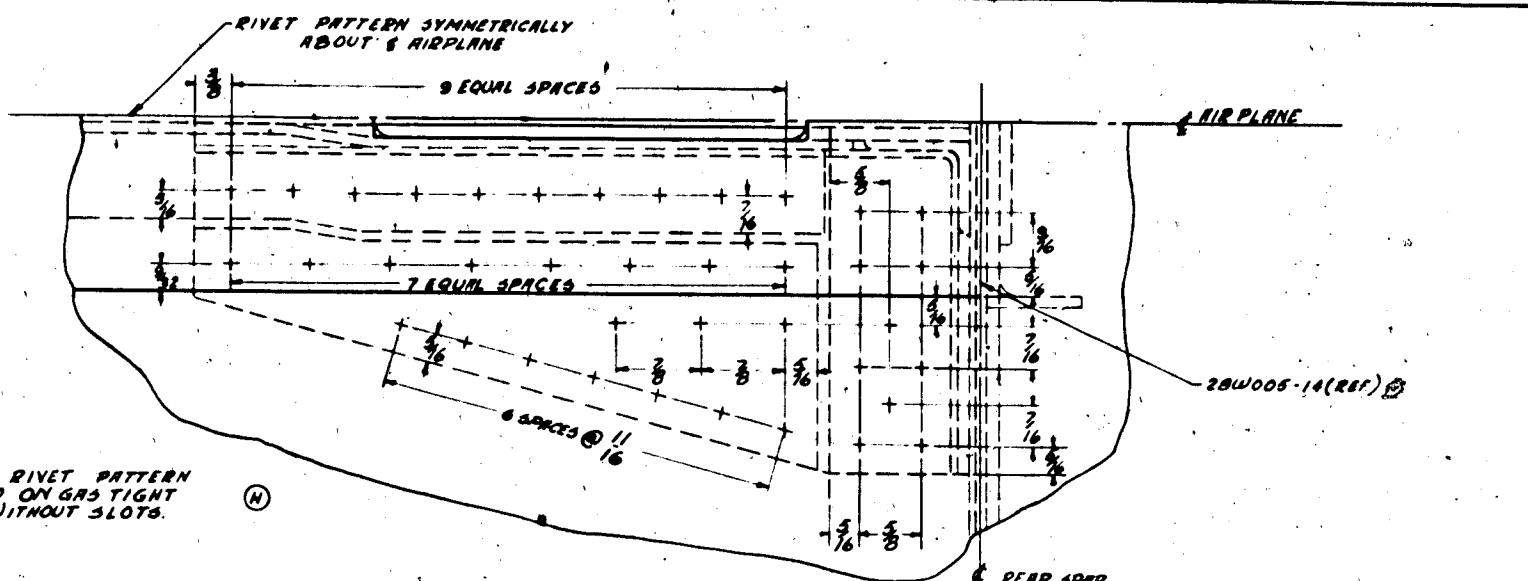 RIVET PATTERN SYMMETRICALLY
ABOUT ℄ AIRPLANE
3/8
9 EQUAL SPACES
℄ AIRPLANE
5/8
5/16
7/16
9/16
5/16
7 EQUAL SPACES
5/16
5/16
7/8
7/8
5/16
7/16
28W005-14(REF)
6 SPACES @ 11/16
7/16
5/16
RIVET PATTERN
ON GAS TIGHT
WITHOUT SLOTS.
H
5/16
5/8
℄ REAR SPAR